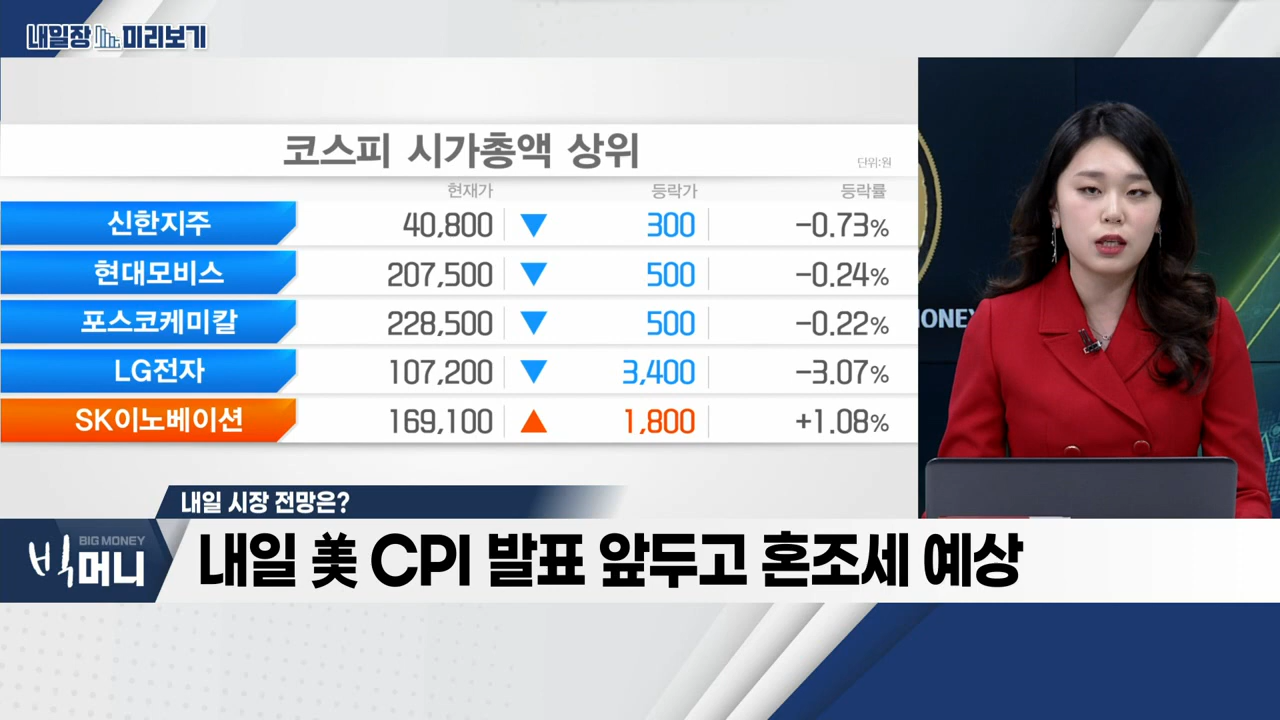 내일장 미리보기
코스피 시가총액 상위
단위:원
현재가 등락가 등락률
신한지주 40,800 ▼ 300 -0.73%
현대모비스 207,500 ▼ 500 -0.24%
포스코케미칼 228,500 ▼ 500 -0.22%
LG전자 107,200 ▼ 3,400 -3.07%
SK이노베이션 169,100 ▲ 1,800 +1.08%
MONEY
내일 시장 전망은?
BIG MONEY
빅머니
내일 美 CPI 발표 앞두고 혼조세 예상